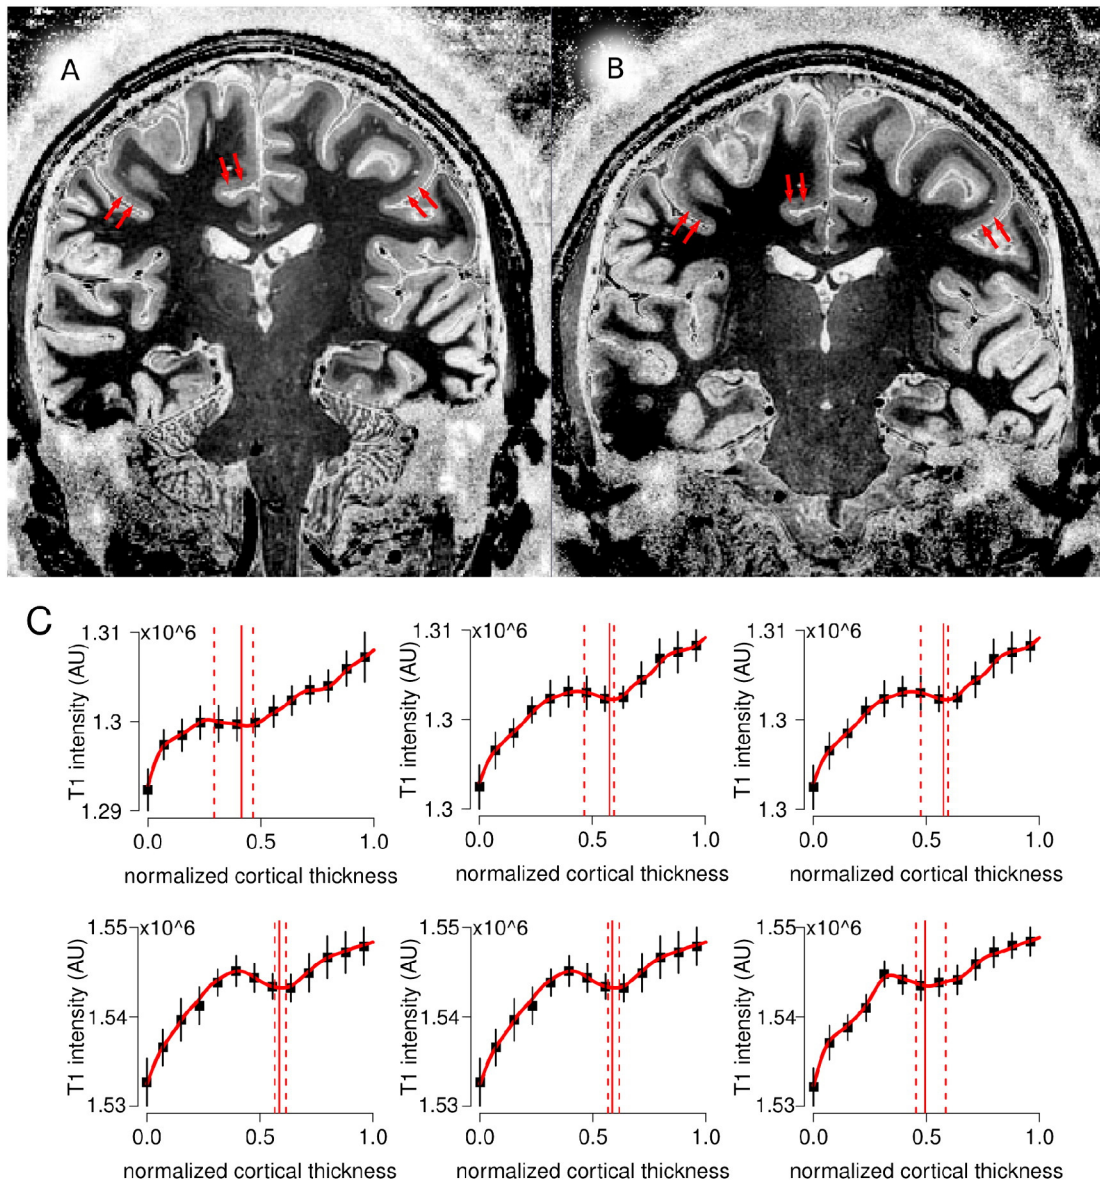 A
B
C
x10^6
1.31
1.3
1.29
T1 intensity (AU)
0.0
0.5
1.0
normalized cortical thickness
x10^6
1.31
1.3
1.3
T1 intensity (AU)
0.0
0.5
1.0
normalized cortical thickness
x10^6
1.31
1.3
1.3
T1 intensity (AU)
0.0
0.5
1.0
normalized cortical thickness
x10^6
1.55
1.54
1.53
T1 intensity (AU)
0.0
0.5
1.0
normalized cortical thickness
x10^6
1.55
1.54
1.53
T1 intensity (AU)
0.0
0.5
1.0
normalized cortical thickness
x10^6
1.55
1.54
1.53
T1 intensity (AU)
0.0
0.5
1.0
normalized cortical thickness